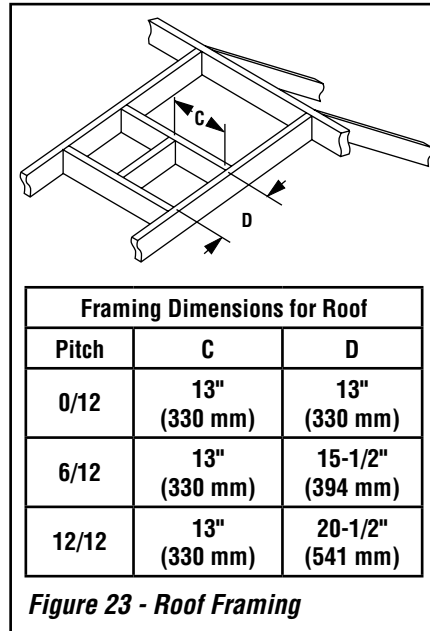 C
D
Framing Dimensions for Roof
Pitch C D
0/12 13" 13"
(330 mm) (330 mm)
6/12 13" 15-1/2"
(330 mm) (394 mm)
12/12 13" 20-1/2"
(330 mm) (541 mm)
Figure 23 - Roof Framing